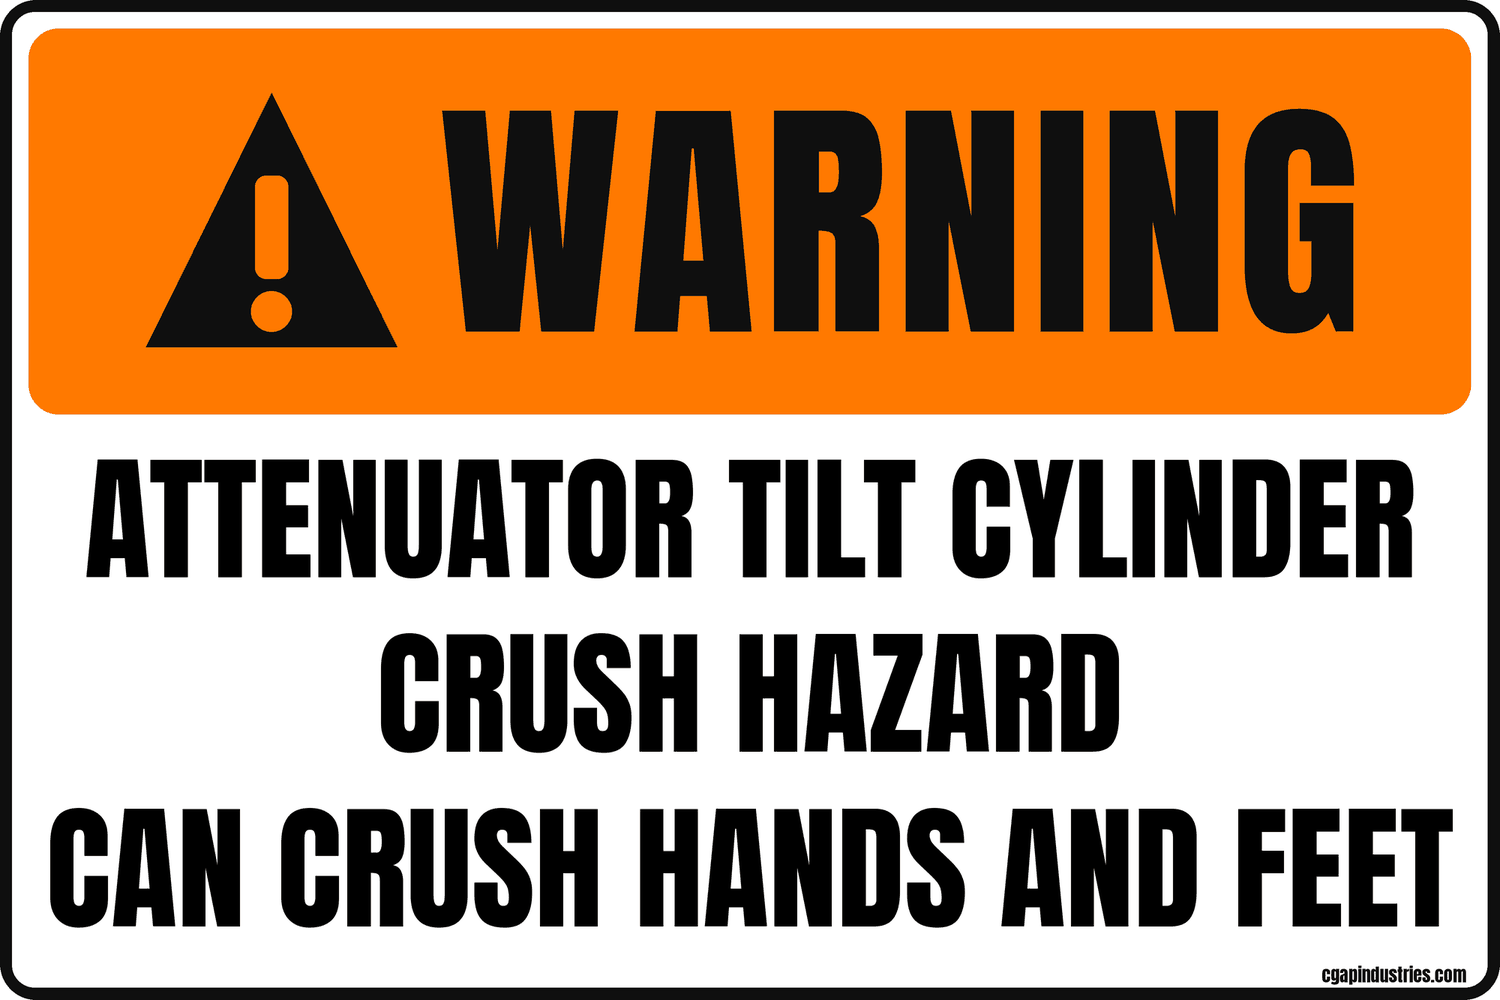 WARNING
ATTENUATOR TILT CYLINDER
CRUSH HAZARD
CAN CRUSH HANDS AND FEET
cgapindustries.com